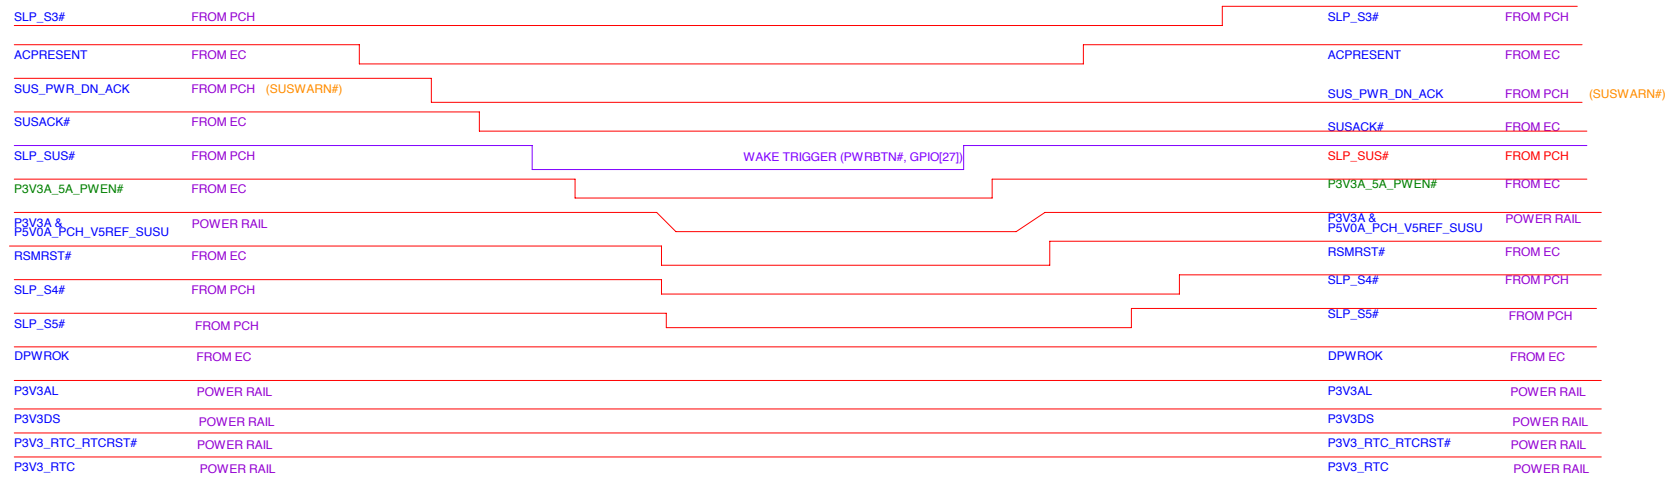 SLP_S3# FROM PCH SLP_S3# FROM PCH
ACPRESENT FROM EC ACPRESENT FROM EC
SUS_PWR_DN_ACK FROM PCH (SUSWARN#) SUS_PWR_DN_ACK FROM PCH (SUSWARN#)
SUSACK# FROM EC SUSACK# FROM EC
SLP_SUS# FROM PCH WAKE TRIGGER (PWRBTN#, GPIO[27]) SLP_SUS# FROM PCH
P3V3A_5A_PWEN# FROM EC P3V3A_5A_PWEN# FROM EC
P3V3A & POWER RAIL P3V3A & POWER RAIL
P5V0A_PCH_V5REF_SUSU P5V0A_PCH_V5REF_SUSU
RSMRST# FROM EC RSMRST# FROM EC
SLP_S4# FROM PCH SLP_S4# FROM PCH
SLP_S5# FROM PCH SLP_S5# FROM PCH
DPWROK FROM EC DPWROK FROM EC
P3V3AL POWER RAIL P3V3AL POWER RAIL
P3V3DS POWER RAIL P3V3DS POWER RAIL
P3V3_RTC_RTCRST# POWER RAIL P3V3_RTC_RTCRST# POWER RAIL
P3V3_RTC POWER RAIL P3V3_RTC POWER RAIL